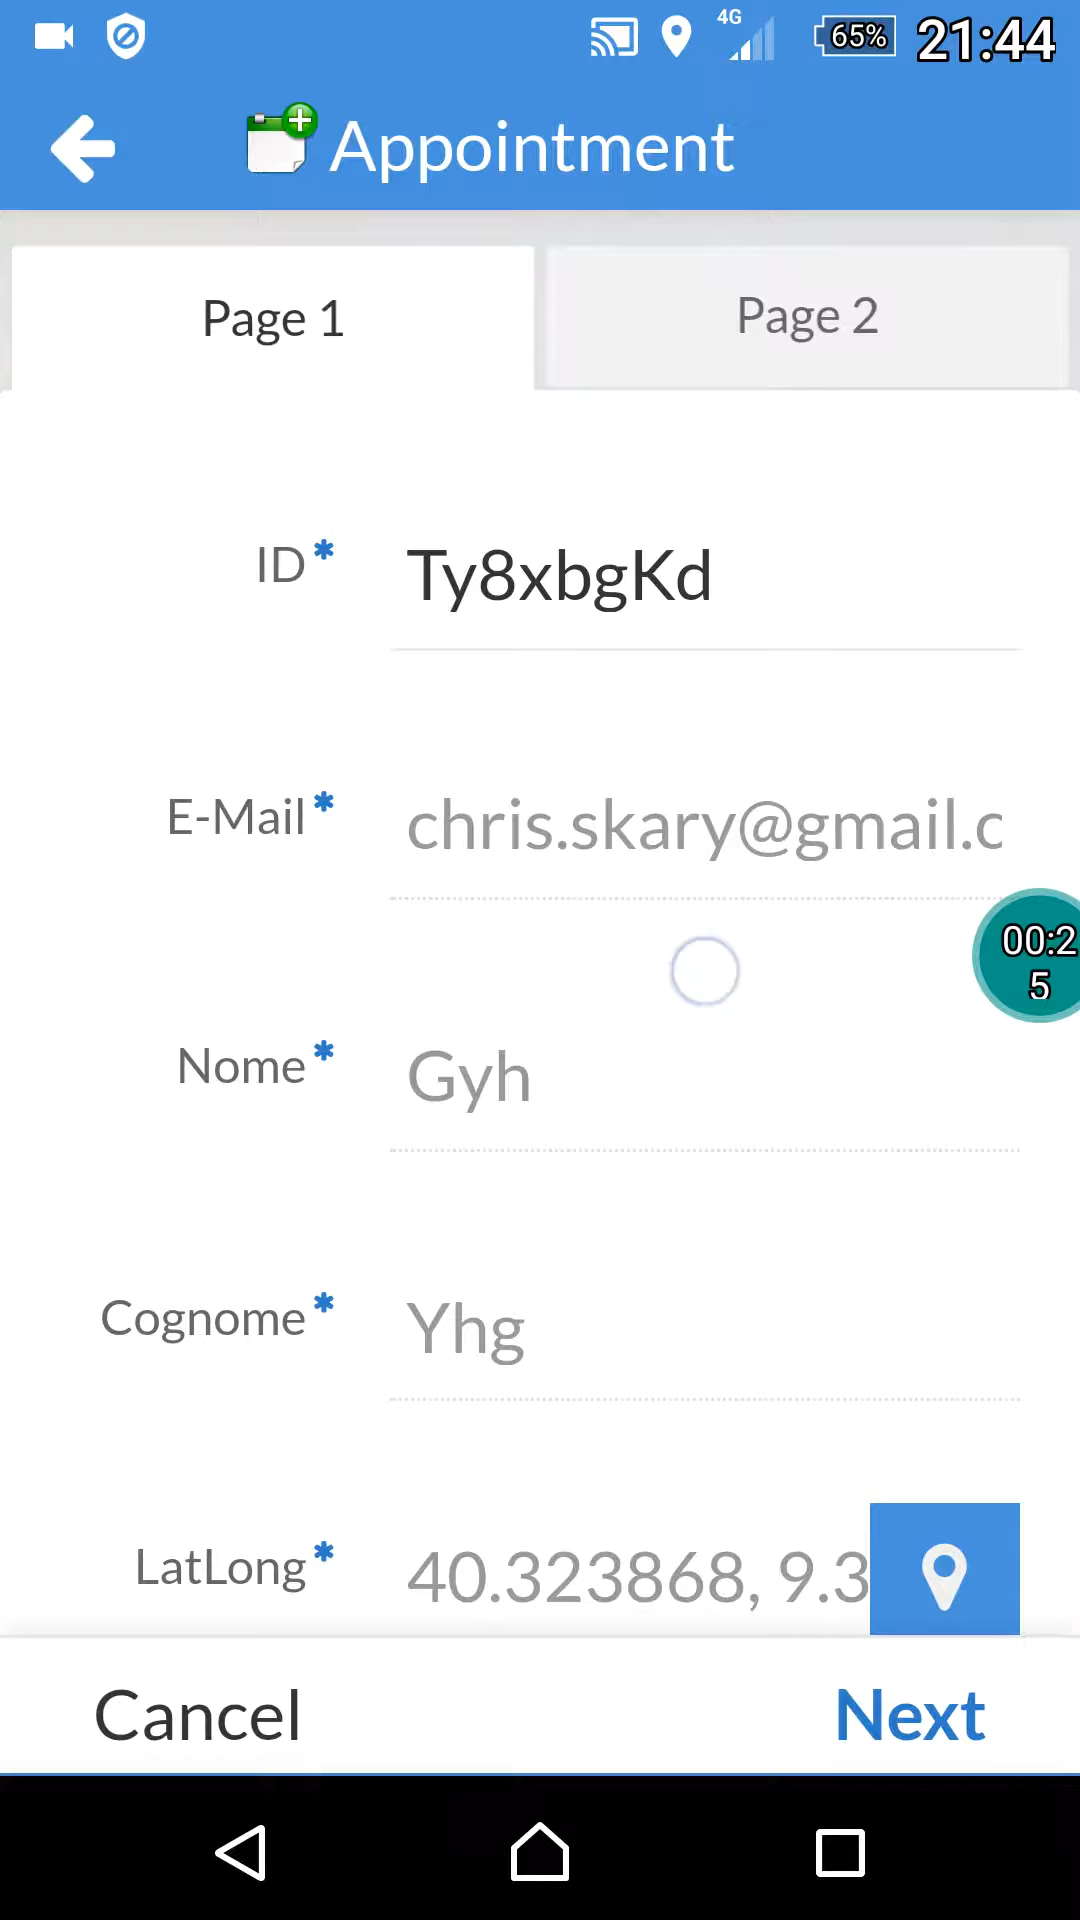 4G 65% 21:44
Appointment
Page 1 Page 2
ID* Ty8xbgKd
E-Mail* chris.skary@gmail.c
00:2
5
Nome* Gyh
Cognome* Yhg
LatLong* 40.323868, 9.3
Cancel Next